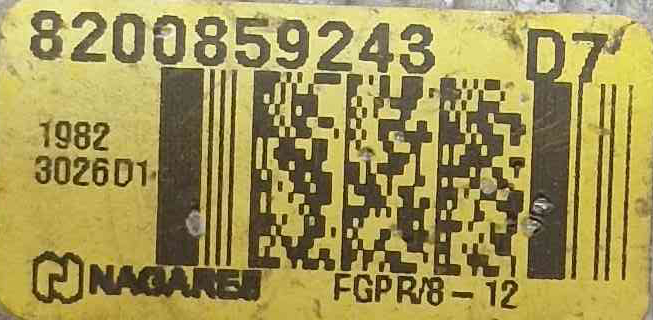 8200859243 D7
1982
3026D1
NAGARES
FGPR/8-12